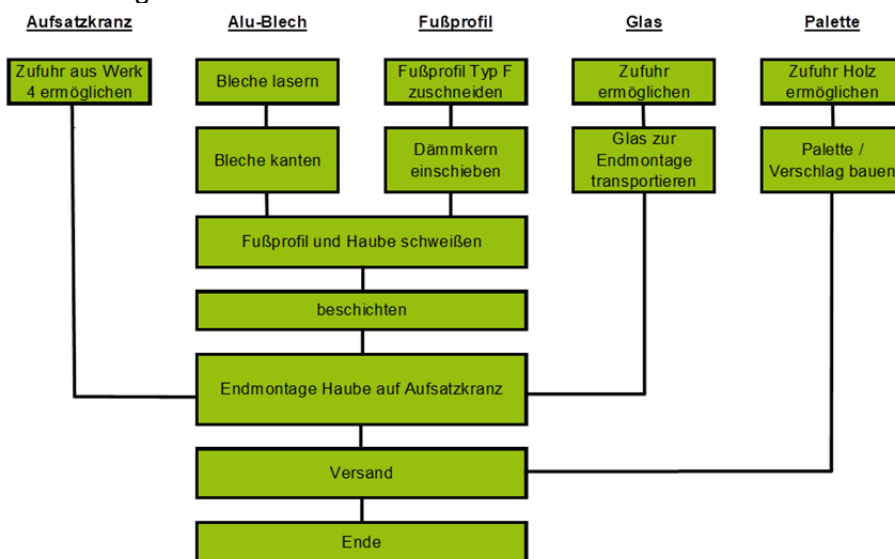 Aufsatzkranz
Alu-Blech
Fußprofil
Glas
Palette
Zufuhr aus Werk
4 ermöglichen
Bleche lasern
Fußprofil Typ F
zuschneiden
Zufuhr
ermöglichen
Zufuhr Holz
ermöglichen
Bleche kanten
Dämmkern
einschieben
Glas zur
Endmontage
transportieren
Palette /
Verschlag bauen
Fußprofil und Haube schweißen
beschichten
Endmontage Haube auf Aufsatzkranz
Versand
Ende